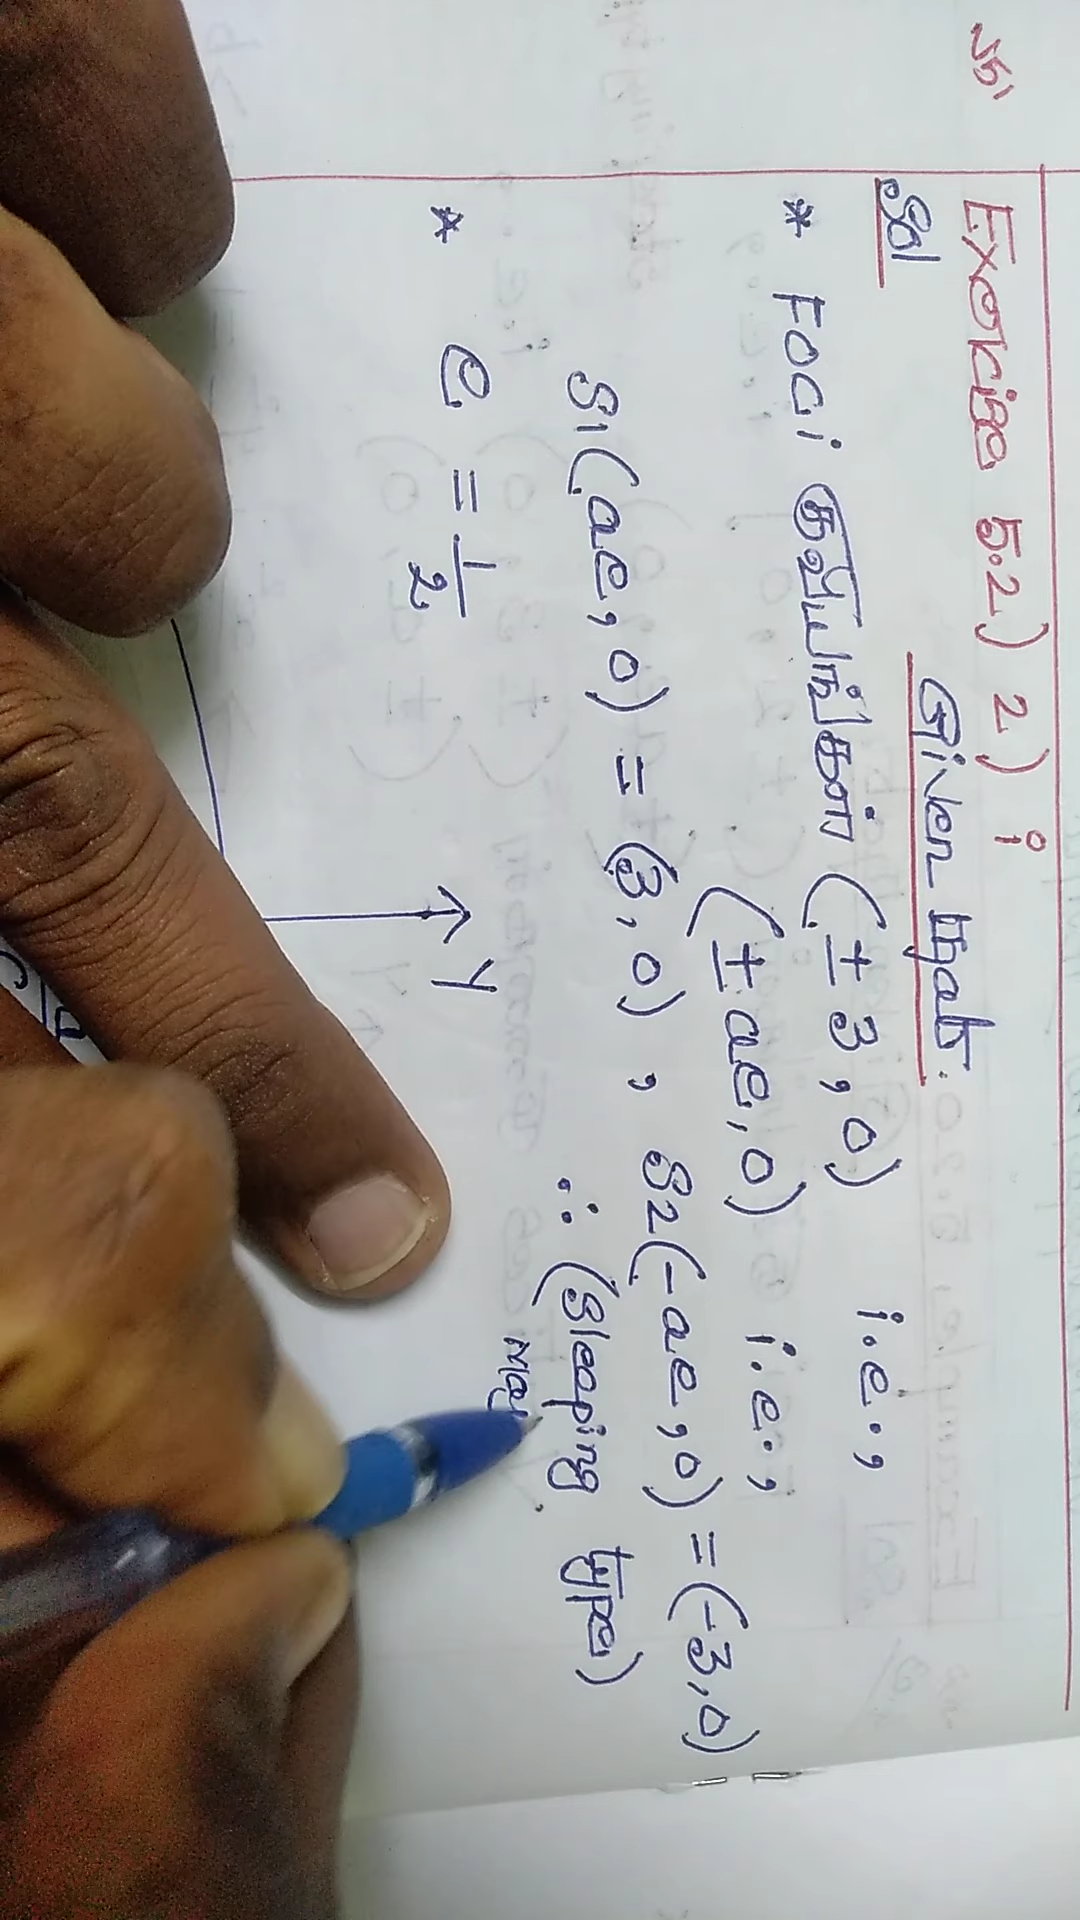 Exercise 5.2) 2) i
Sol
Given that:
* Foci குவியங்கள் (± 3, 0) i.e.,
(± ae, 0) i.e.,
S1(ae, 0) = (3, 0), S2(-ae, 0) = (-3, 0)
∴ (Sleaping type)
* e = 1/2
Y